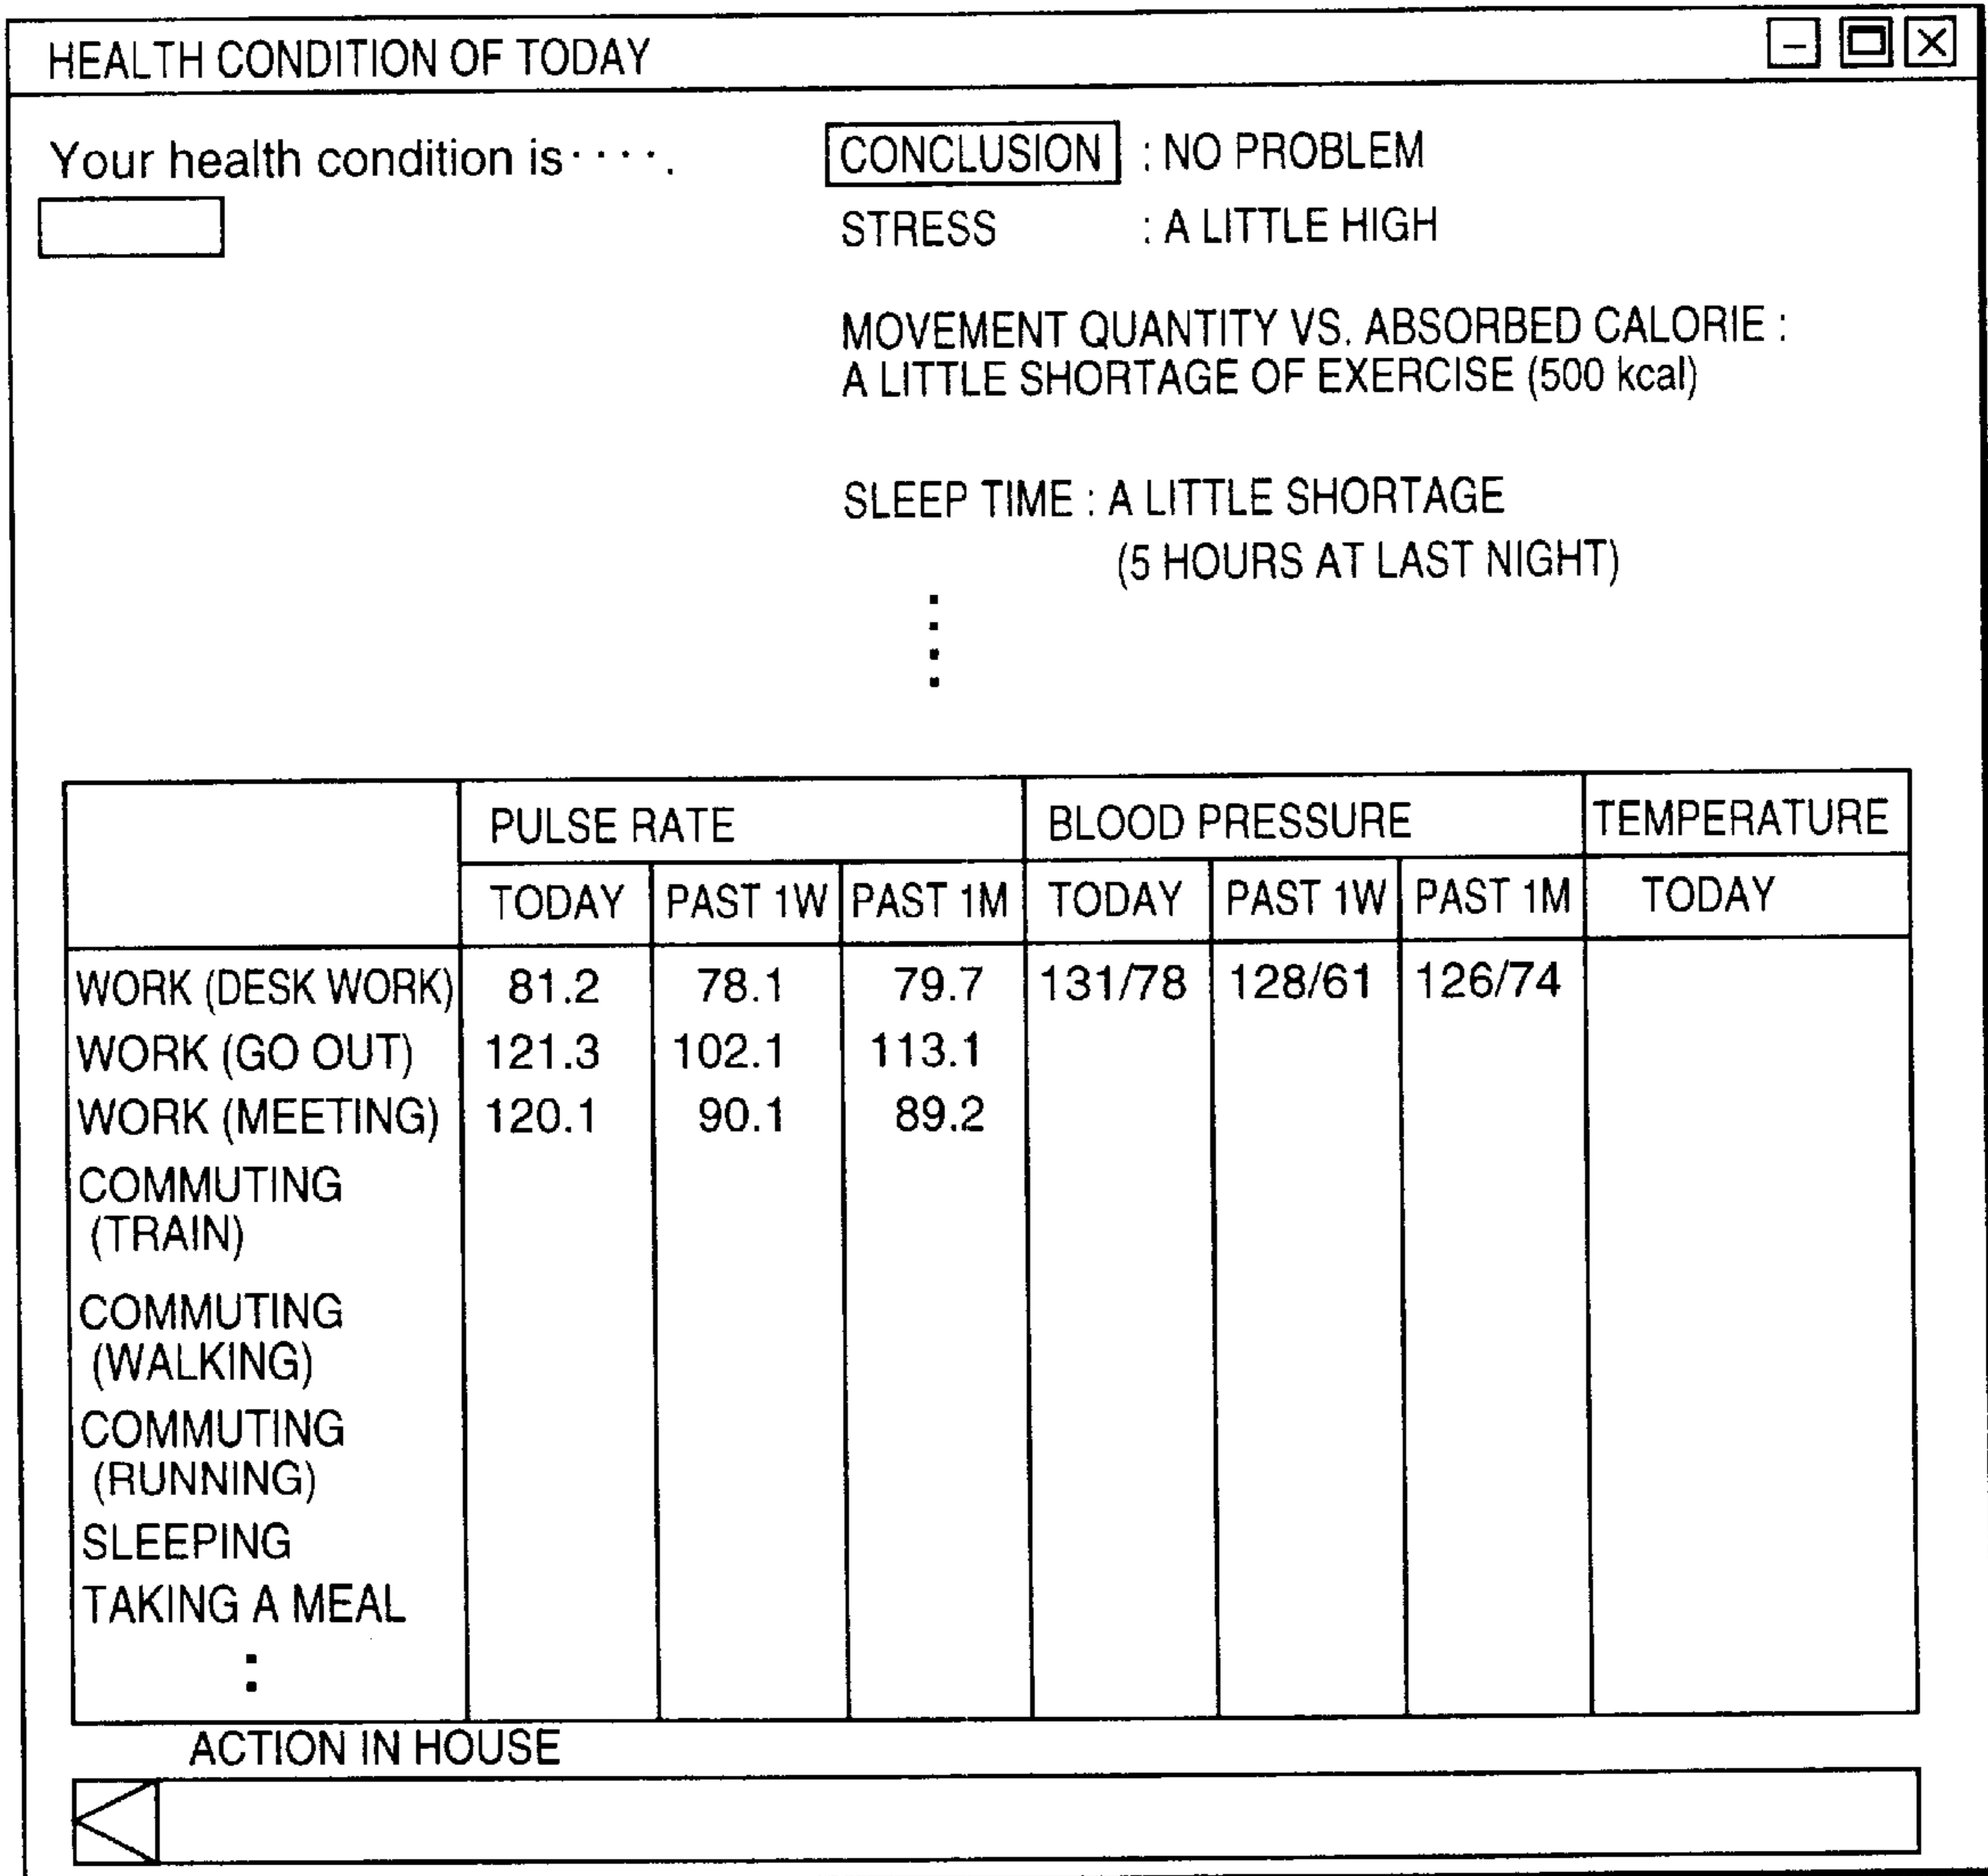 HEALTH CONDITION OF TODAY
Your health condition is ････.
CONCLUSION : NO PROBLEM
STRESS : A LITTLE HIGH
MOVEMENT QUANTITY VS. ABSORBED CALORIE :
A LITTLE SHORTAGE OF EXERCISE (500 kcal)
SLEEP TIME : A LITTLE SHORTAGE
(5 HOURS AT LAST NIGHT)
PULSE RATE BLOOD PRESSURE TEMPERATURE
TODAY PAST 1W PAST 1M TODAY PAST 1W PAST 1M TODAY
WORK (DESK WORK) 81.2 78.1 79.7 131/78 128/61 126/74
WORK (GO OUT) 121.3 102.1 113.1
WORK (MEETING) 120.1 90.1 89.2
COMMUTING
(TRAIN)
COMMUTING
(WALKING)
COMMUTING
(RUNNING)
SLEEPING
TAKING A MEAL
ACTION IN HOUSE